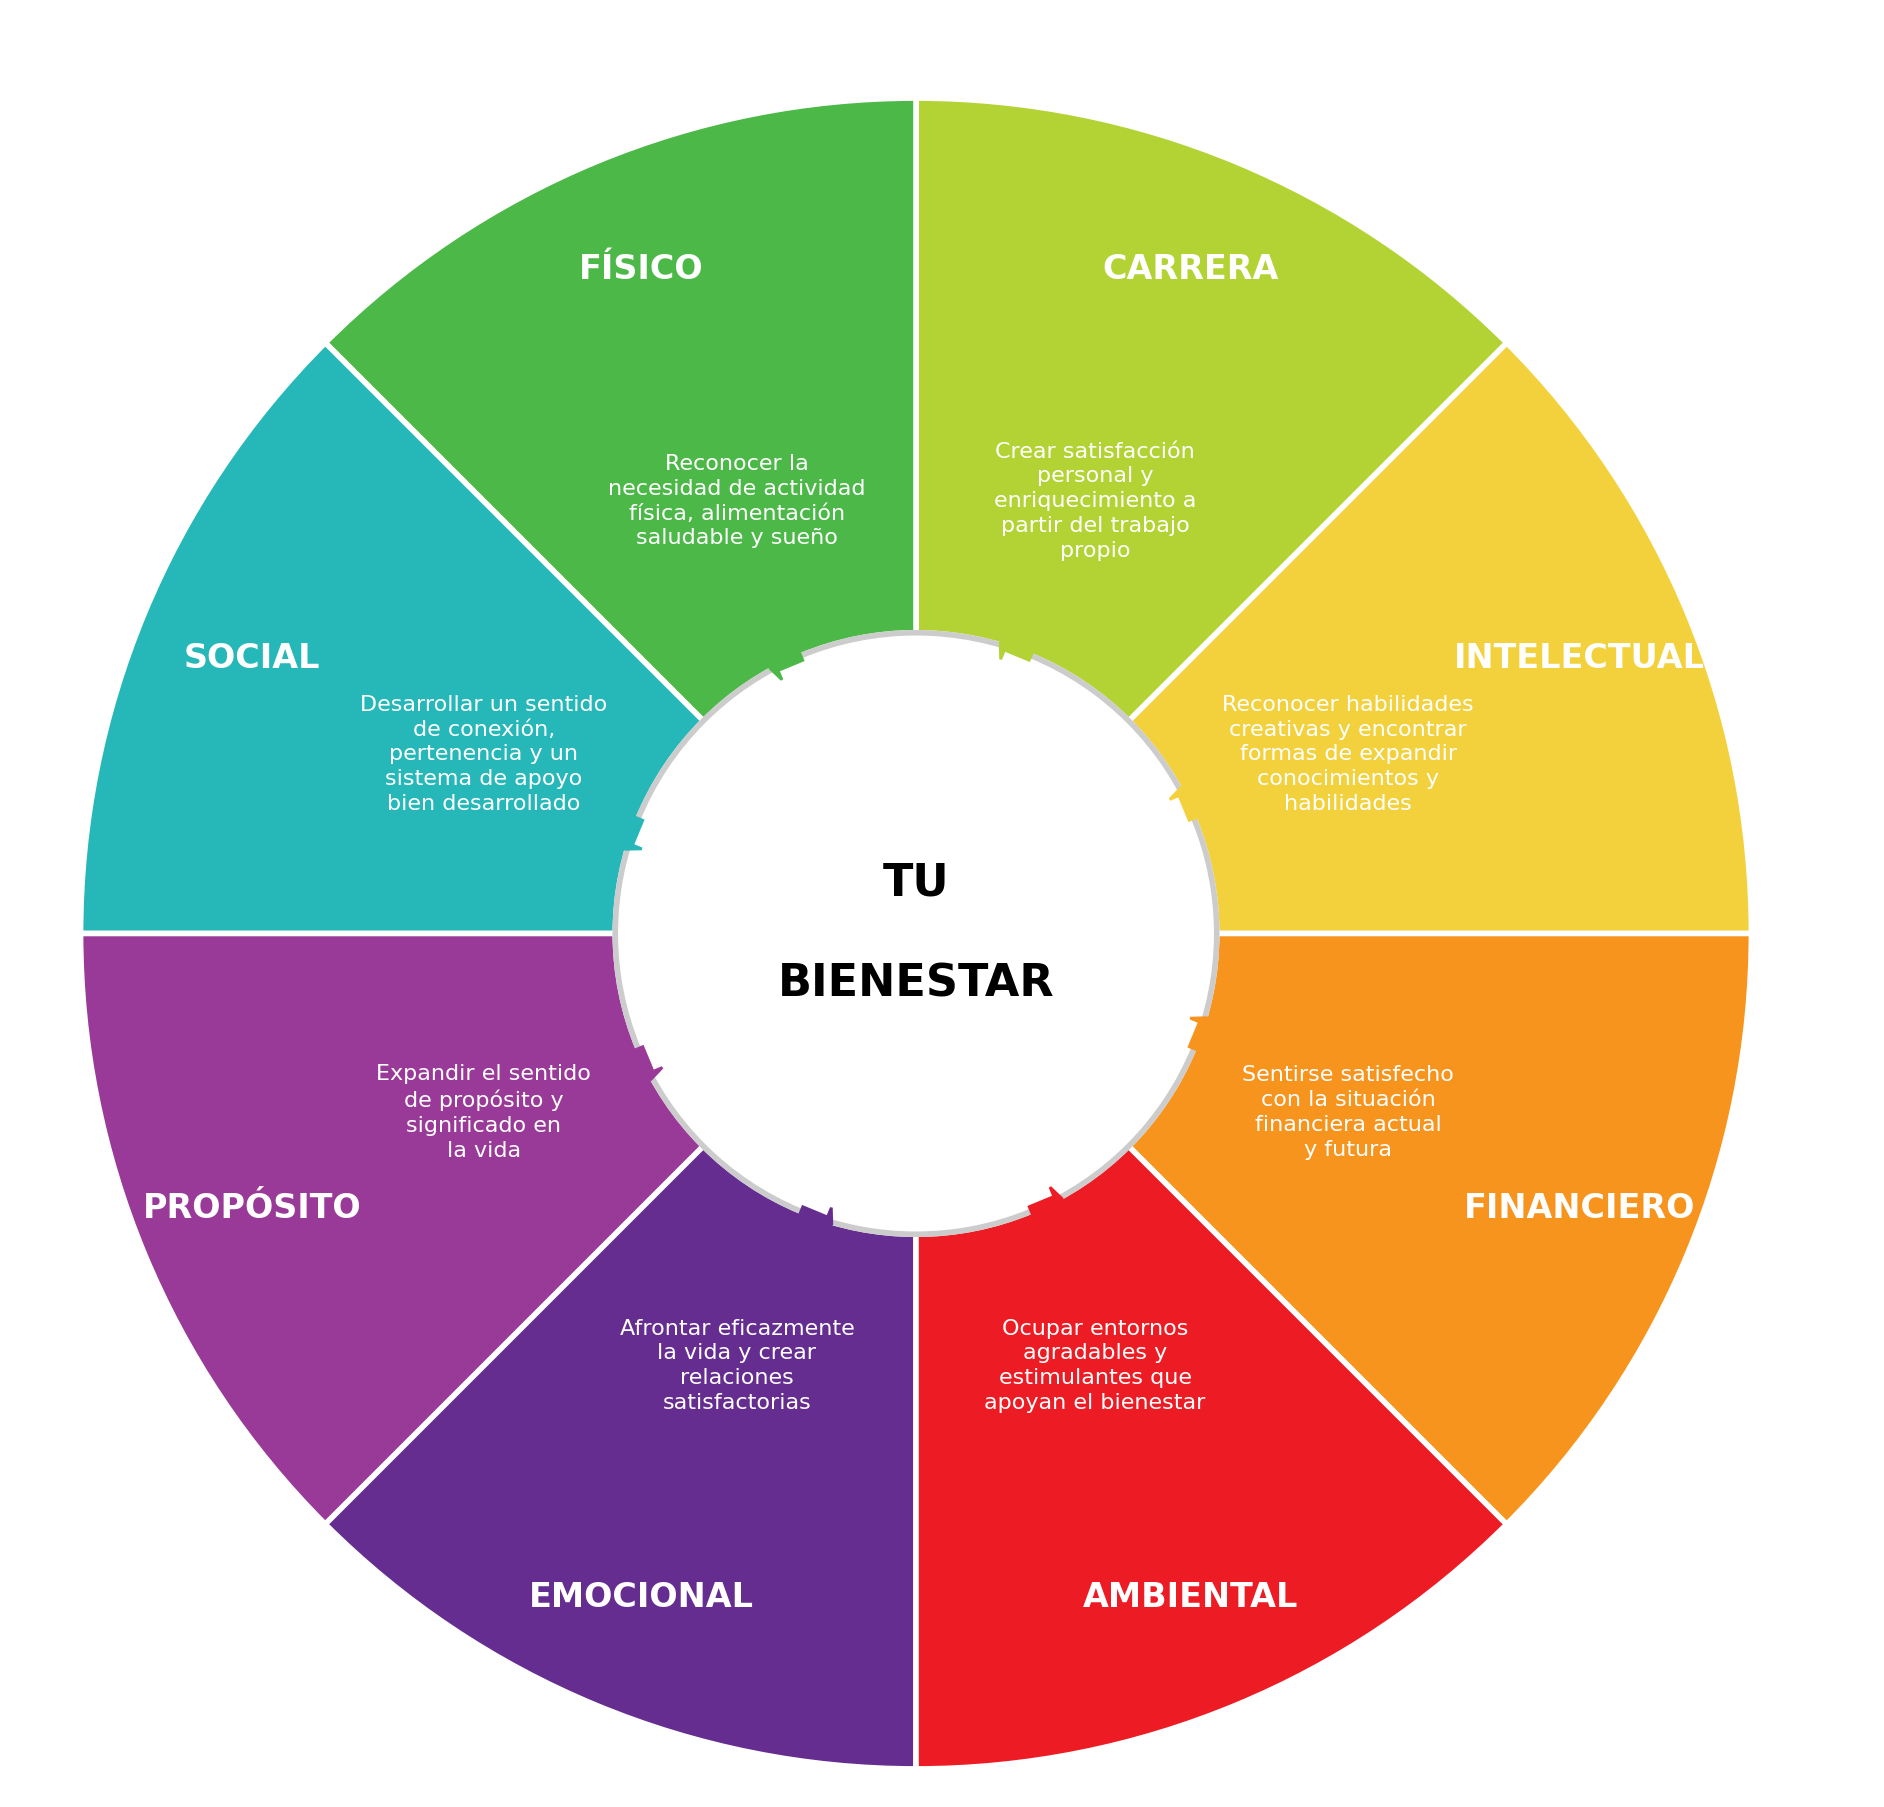 FÍSICO
Reconocer la
necesidad de actividad
física, alimentación
saludable y sueño
CARRERA
Crear satisfacción
personal y
enriquecimiento a
partir del trabajo
propio
INTELECTUAL
Reconocer habilidades
creativas y encontrar
formas de expandir
conocimientos y
habilidades
FINANCIERO
Sentirse satisfecho
con la situación
financiera actual
y futura
AMBIENTAL
Ocupar entornos
agradables y
estimulantes que
apoyan el bienestar
EMOCIONAL
Afrontar eficazmente
la vida y crear
relaciones
satisfactorias
PROPÓSITO
Expandir el sentido
de propósito y
significado en
la vida
SOCIAL
Desarrollar un sentido
de conexión,
pertenencia y un
sistema de apoyo
bien desarrollado
TU
BIENESTAR